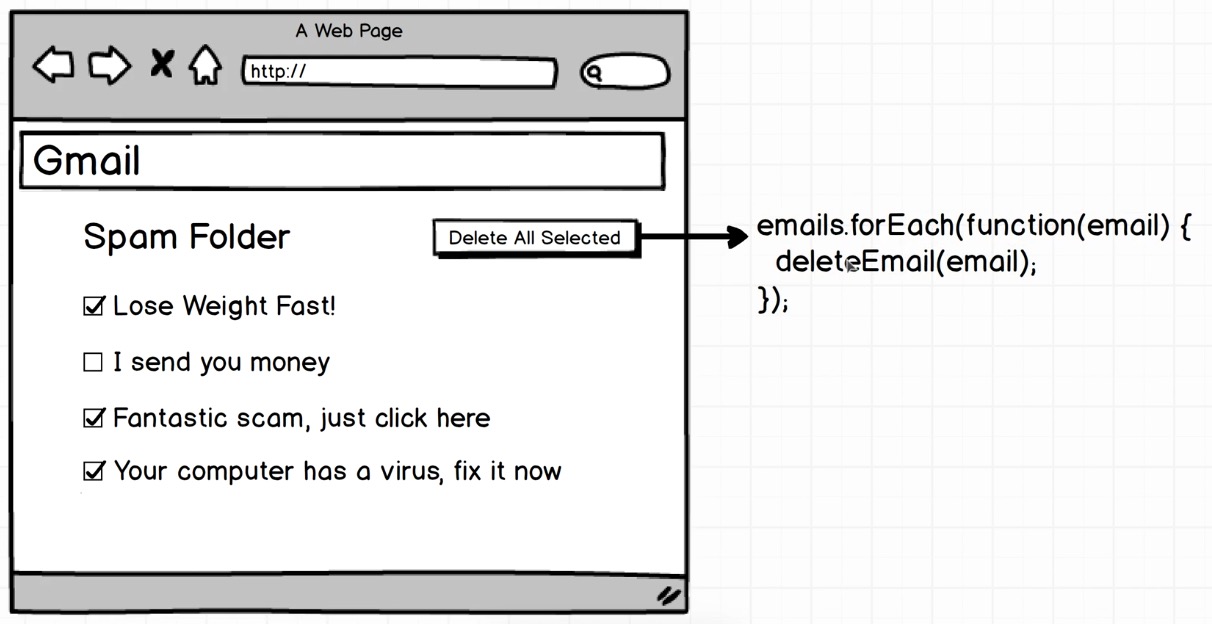 A Web Page
http://
Gmail
Spam Folder
Delete All Selected
Lose Weight Fast!
I send you money
Fantastic scam, just click here
Your computer has a virus, fix it now
emails.forEach(function(email) {
deleteEmail(email);
});